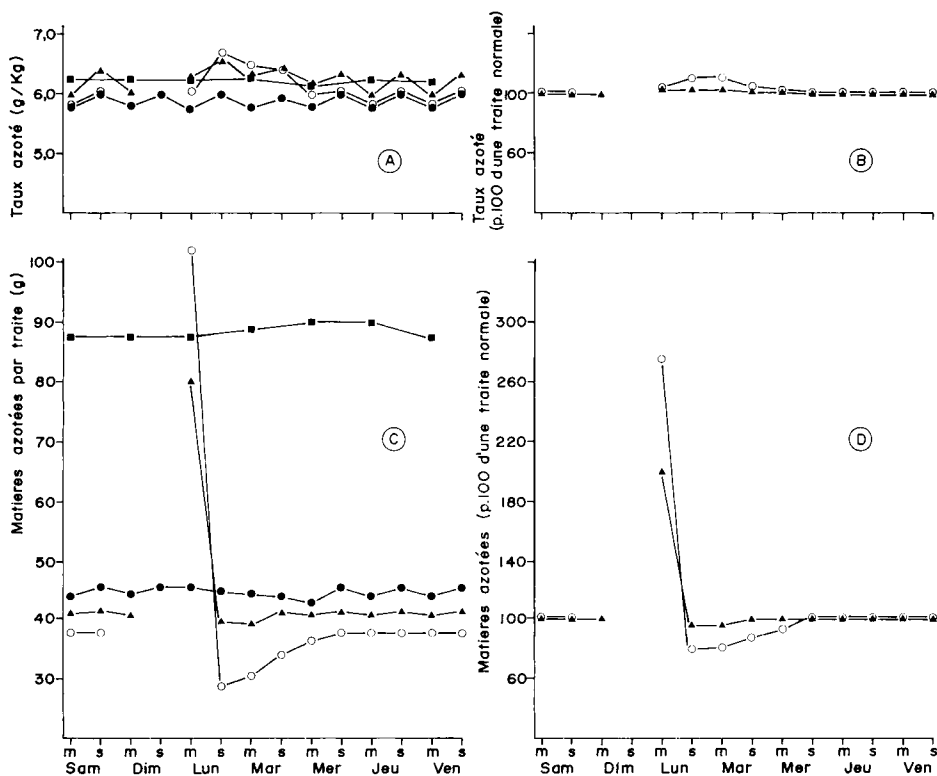 Taux azoté (g/Kg)
7,0
6,0
5,0
A
Taux azoté
(p.100 d'une traite normale)
100
60
B
Matieres azotées par traite (g)
100
90
80
70
60
50
40
30
C
Matieres azotées (p.100 d'une traite normale)
300
260
220
180
140
100
60
D
m s m s m s m s m s m s m s
Sam Dim Lun Mar Mer Jeu Ven
m s m s m s m s m s m s m s
Sam Dim Lun Mar Mer Jeu Ven